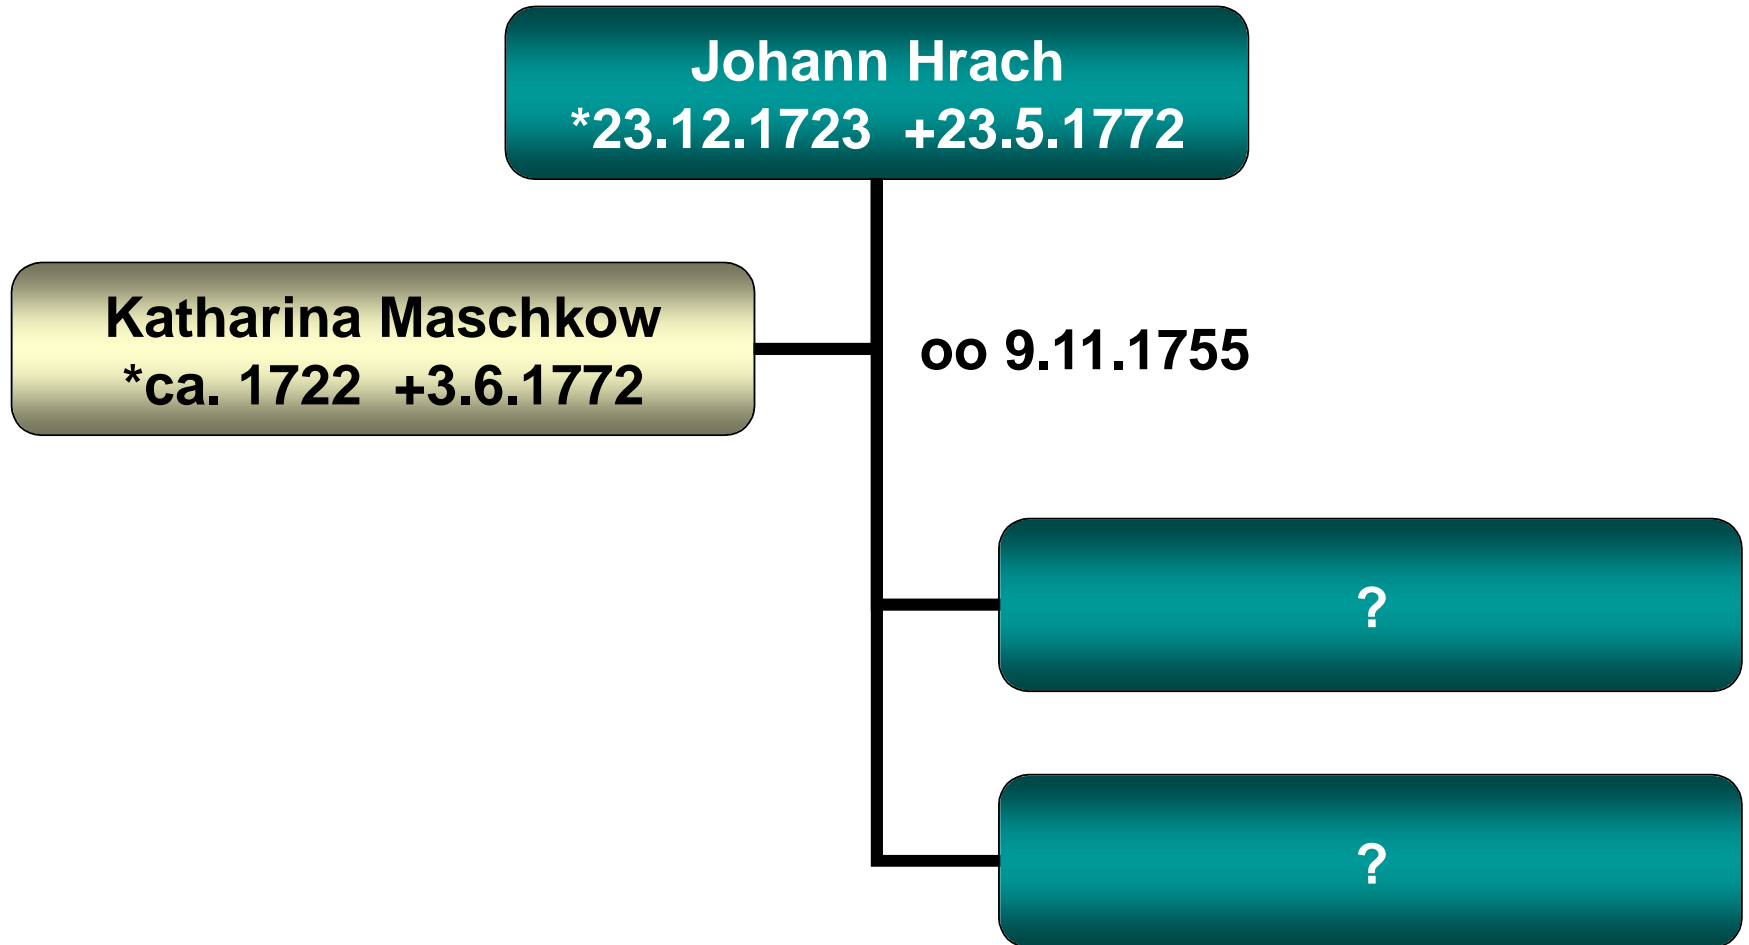 Johann Hrach
*23.12.1723 +23.5.1772
Katharina Maschkow
*ca. 1722 +3.6.1772
oo 9.11.1755
?
?